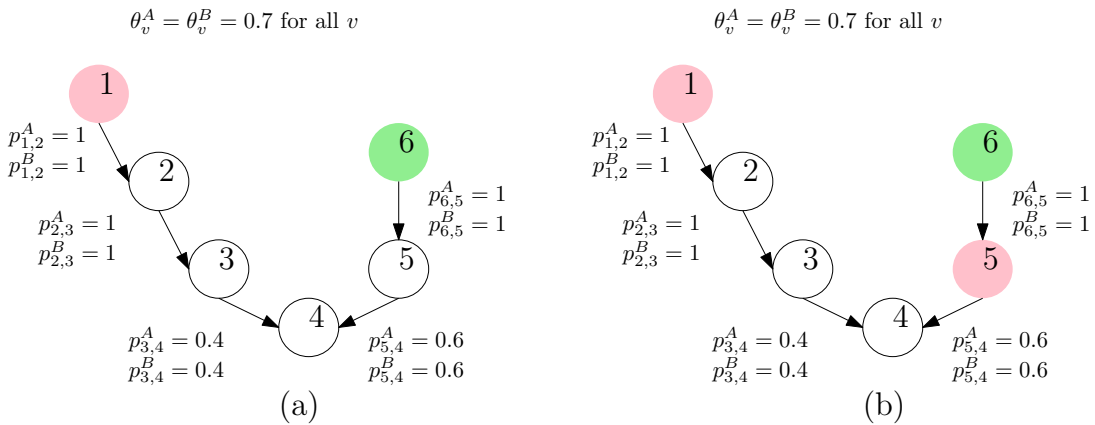 θ_v^A = θ_v^B = 0.7 for all v
1
6
p_{1,2}^A = 1
p_{1,2}^B = 1
2
p_{6,5}^A = 1
p_{6,5}^B = 1
p_{2,3}^A = 1
p_{2,3}^B = 1
3
5
4
p_{3,4}^A = 0.4
p_{3,4}^B = 0.4
p_{5,4}^A = 0.6
p_{5,4}^B = 0.6
(a)
θ_v^A = θ_v^B = 0.7 for all v
1
6
p_{1,2}^A = 1
p_{1,2}^B = 1
2
p_{6,5}^A = 1
p_{6,5}^B = 1
p_{2,3}^A = 1
p_{2,3}^B = 1
3
5
4
p_{3,4}^A = 0.4
p_{3,4}^B = 0.4
p_{5,4}^A = 0.6
p_{5,4}^B = 0.6
(b)